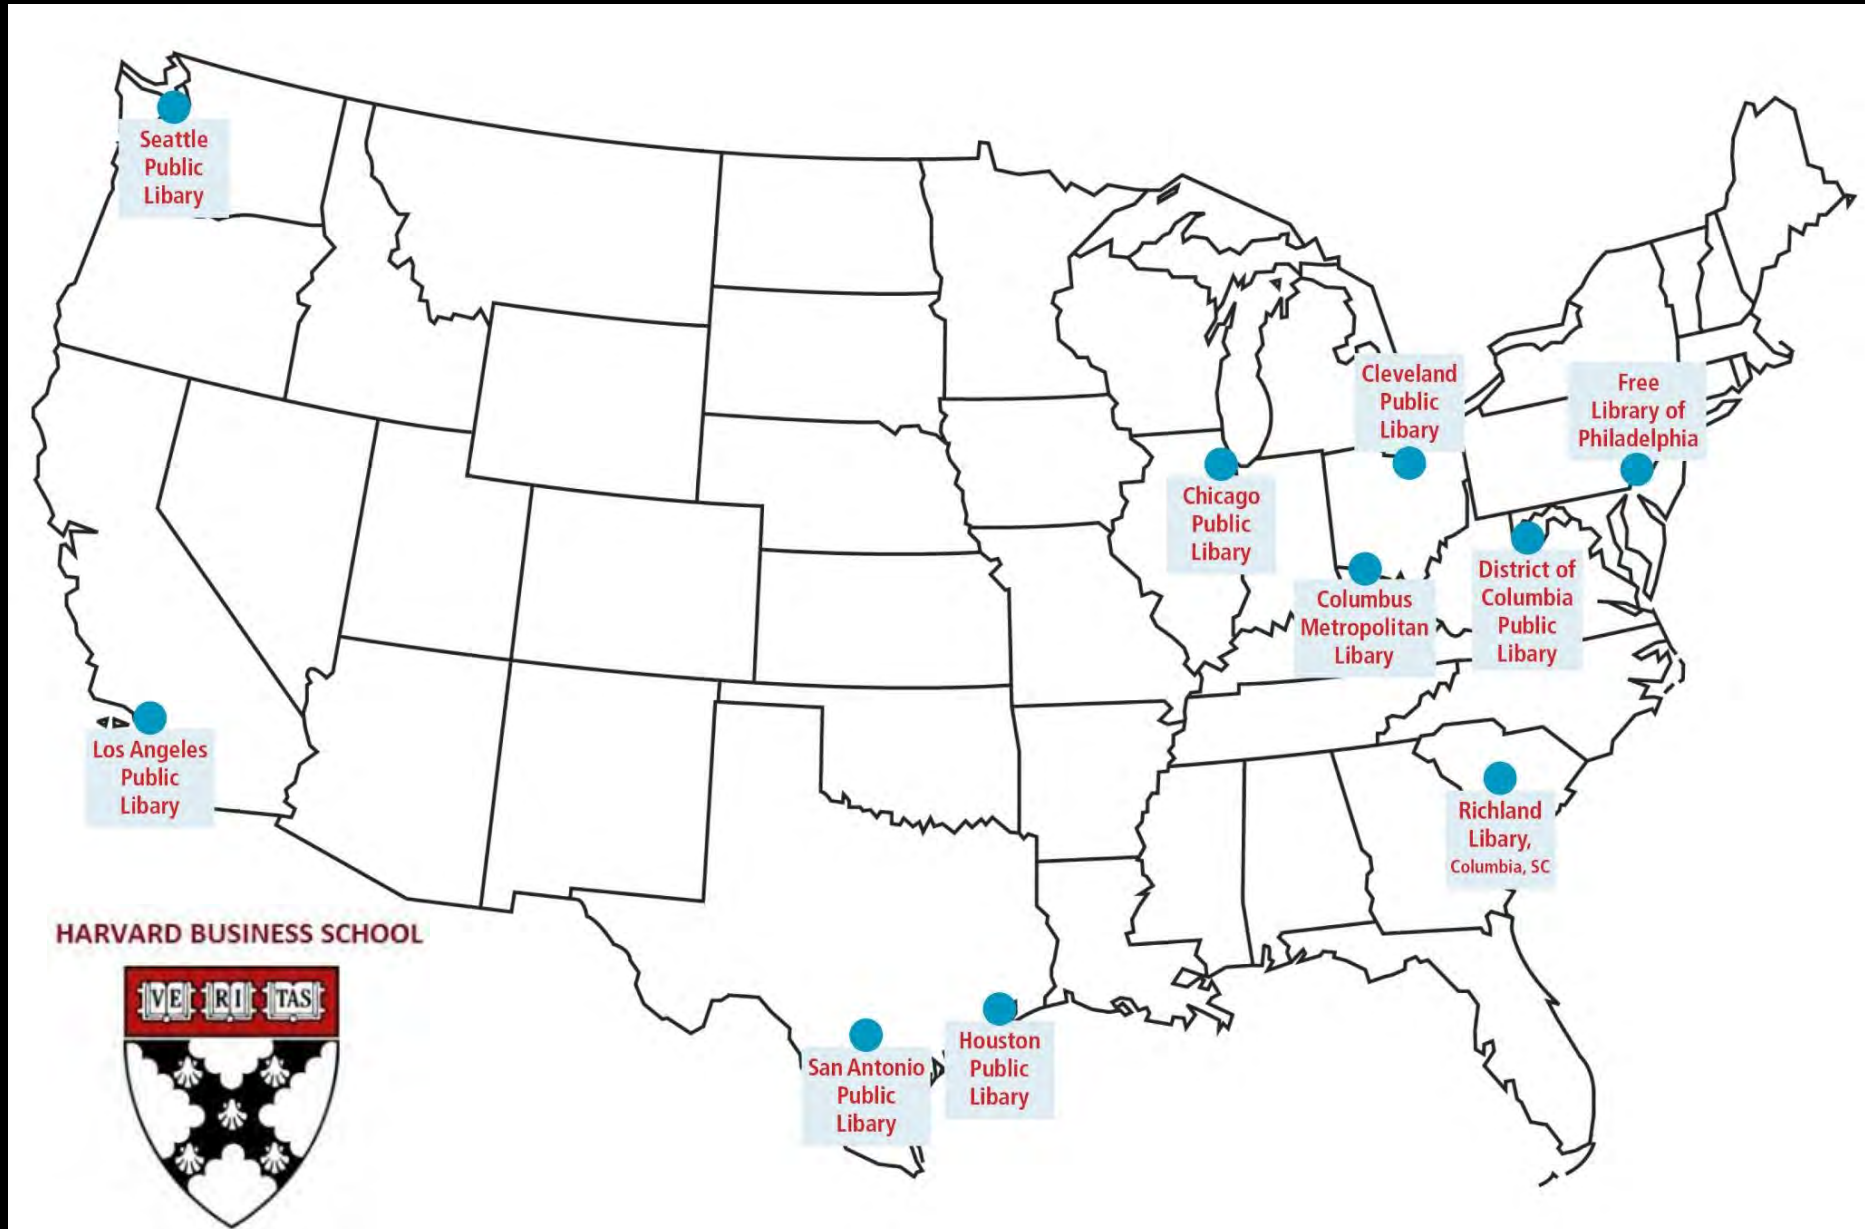 Seattle
Public
Libary
Cleveland
Public
Libary
Free
Library of
Philadelphia
Chicago
Public
Libary
District of
Columbia
Public
Libary
Columbus
Metropolitan
Libary
Los Angeles
Public
Libary
Richland
Libary,
Columbia, SC
HARVARD BUSINESS SCHOOL
VE RI TAS
San Antonio
Public
Libary
Houston
Public
Libary